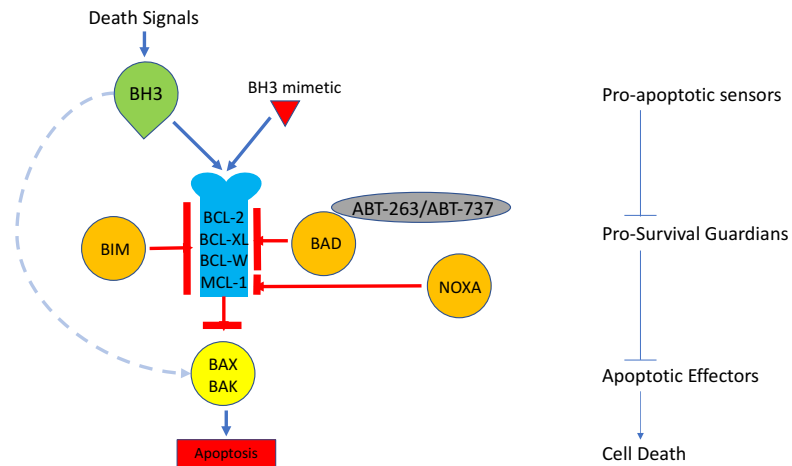 Death Signals
BH3
BH3 mimetic
BCL-2
BCL-XL
BCL-W
MCL-1
BIM
BAD
ABT-263/ABT-737
NOXA
BAX
BAK
Apoptosis
Pro-apoptotic sensors
Pro-Survival Guardians
Apoptotic Effectors
Cell Death